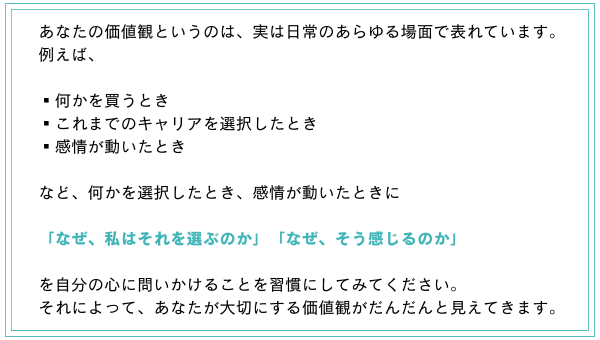 あなたの価値観というのは、実は日常のあらゆる場面で表れています。
例えば、
▪何かを買うとき
▪これまでのキャリアを選択したとき
▪感情が動いたとき
など、何かを選択したとき、感情が動いたときに
「なぜ、私はそれを選ぶのか」「なぜ、そう感じるのか」
を自分の心に問いかけることを習慣にしてみてください。
それによって、あなたが大切にする価値観がだんだんと見えてきます。